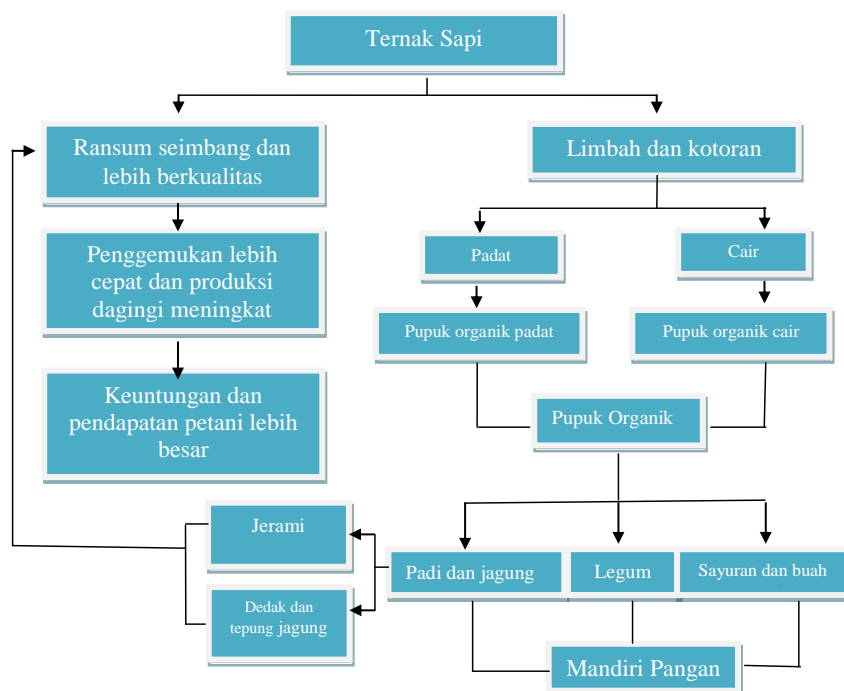 Ternak Sapi
Ransum seimbang dan
lebih berkualitas
Limbah dan kotoran
Penggemukan lebih
cepat dan produksi
dagingi meningkat
Padat
Cair
Pupuk organik padat
Pupuk organik cair
Keuntungan dan
pendapatan petani lebih
besar
Pupuk Organik
Jerami
Padi dan jagung
Legum
Sayuran dan buah
Dedak dan
tepung jagung
Mandiri Pangan